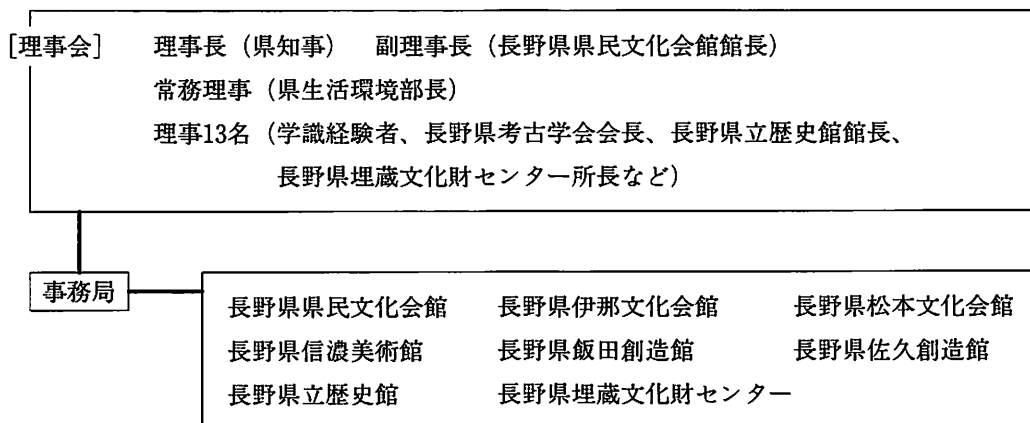 [理事会] 理事長（県知事） 副理事長（長野県県民文化会館館長）
常務理事（県生活環境部長）
理事13名（学識経験者、長野県考古学会会長、長野県立歴史館館長、
長野県埋蔵文化財センター所長など）
事務局
長野県県民文化会館 長野県伊那文化会館 長野県松本文化会館
長野県信濃美術館 長野県飯田創造館 長野県佐久創造館
長野県立歴史館 長野県埋蔵文化財センター